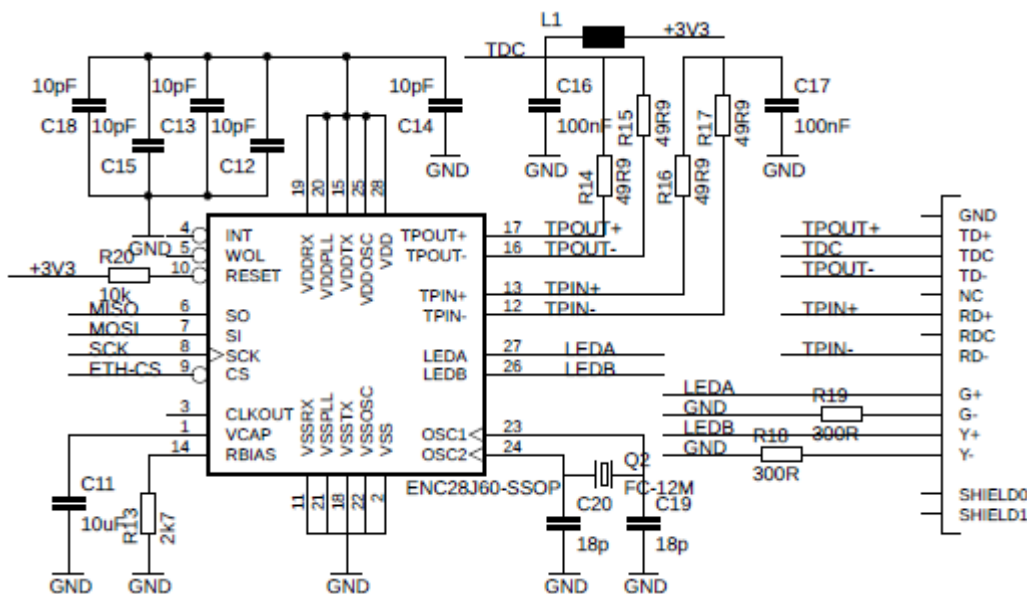 L1
+3V3
TDC
10pF
10pF
10pF
C16
C17
C18
10pF
C13
10pF
C14
100nF
R15
49R9
R17
49R9
100nF
C15
C12
GND
GND
R14
49R9
R16
49R9
GND
19
20
15
25
28
GND
4
INT
VDDRX
VDDPLL
VDDTX
VDDOSC
VDD
TPOUT+
17
TPOUT+
5
WOL
TPOUT-
16
TPOUT-
+3V3
R20
10k
10
RESET
TPIN+
13
TPIN+
MISO
6
SO
TPIN-
12
TPIN-
MOSI
7
SI
SCK
8
SCK
LEDA
27
LEDA
ETH-CS
9
CS
LEDB
26
LEDB
3
CLKOUT
1
VCAP
VSSRX
VSSPLL
VSSTX
VSSOSC
VSS
OSC1
23
14
RBIAS
OSC2
24
ENC28J60-SSOP
Q2
FC-12M
C11
10uF
R13
2k7
11
21
18
22
2
C20
C19
18p
18p
GND
GND
GND
GND
GND
GND
TPOUT+
TD+
TDC
TDC
TPOUT-
TD-
NC
TPIN+
RD+
RDC
TPIN-
RD-
LEDA
R19
G+
GND
300R
G-
LEDB
R18
Y+
GND
300R
Y-
SHIELD0
SHIELD1